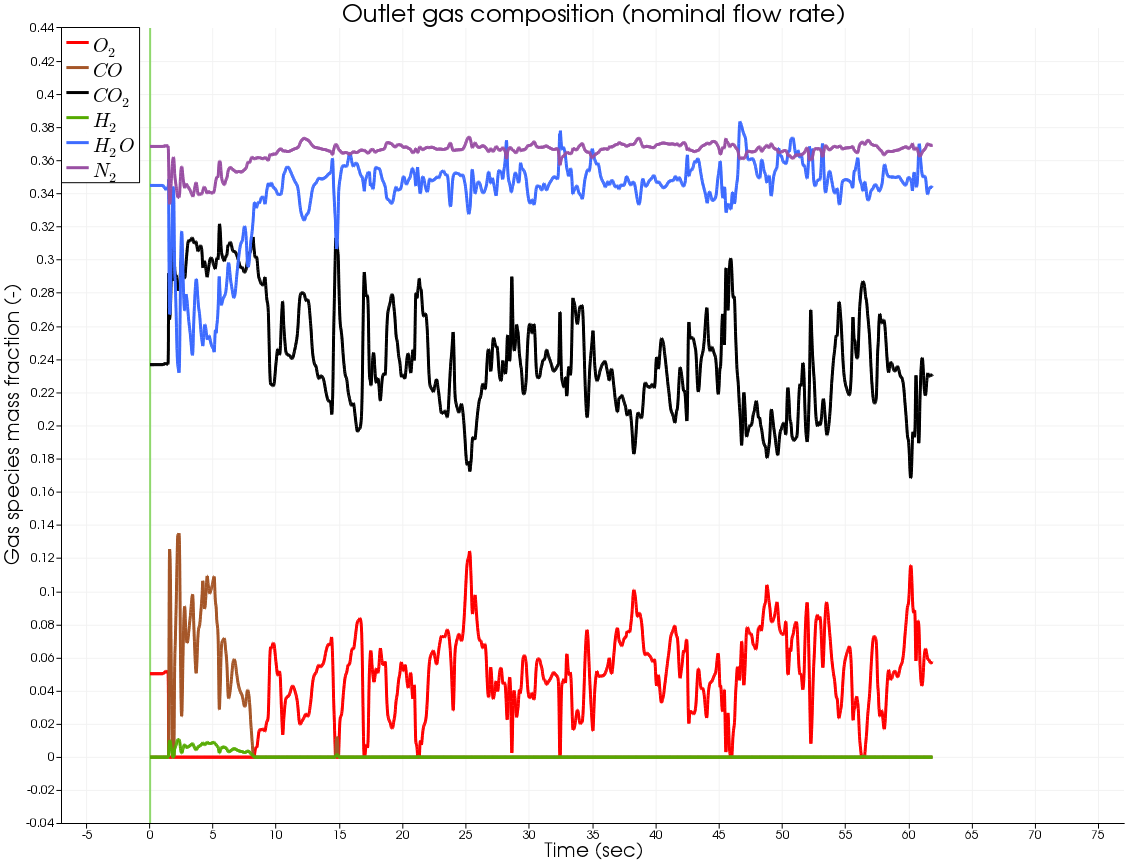 Outlet gas composition (nominal flow rate)
O2
CO
CO2
H2
H2O
N2
Gas species mass fraction (-)
0.44
0.42
0.4
0.38
0.36
0.34
0.32
0.3
0.28
0.26
0.24
0.22
0.2
0.18
0.16
0.14
0.12
0.1
0.08
0.06
0.04
0.02
0
-0.02
-0.04
-5 0 5 10 15 20 25 30 35 40 45 50 55 60 65 70 75
Time (sec)